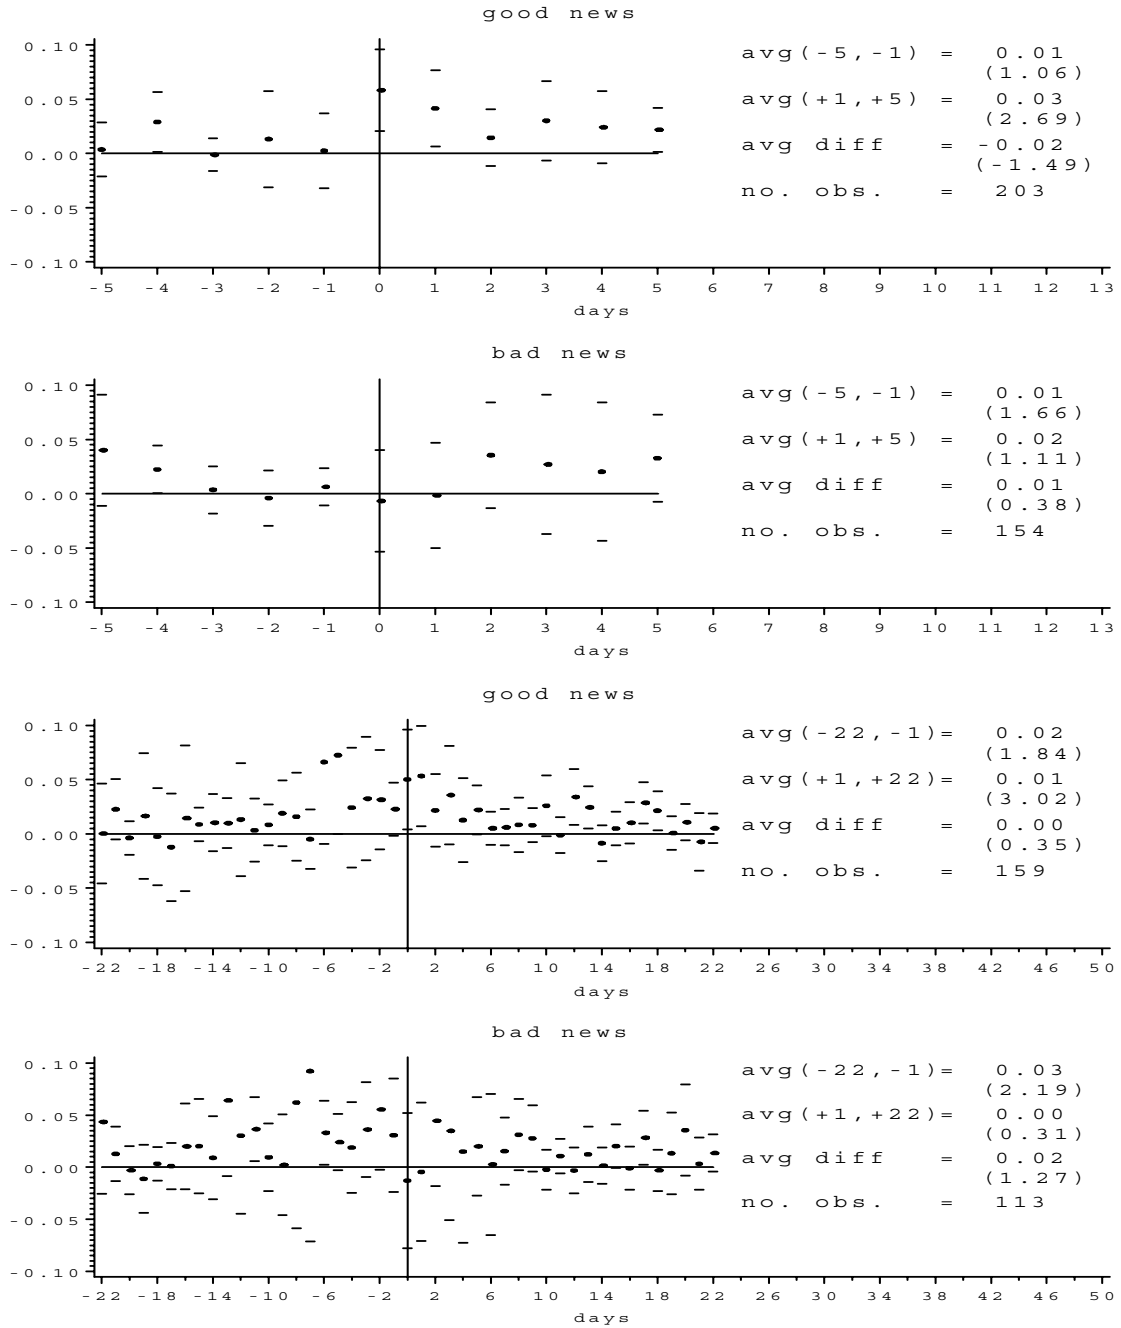 good news
0.10
0.05
0.00
-0.05
-0.10
avg(-5,-1) = 0.01
(1.06)
avg(+1,+5) = 0.03
(2.69)
avg diff = -0.02
(-1.49)
no. obs. = 203
-5 -4 -3 -2 -1 0 1 2 3 4 5 6 7 8 9 10 11 12 13
days
bad news
0.10
0.05
0.00
-0.05
-0.10
avg(-5,-1) = 0.01
(1.66)
avg(+1,+5) = 0.02
(1.11)
avg diff = 0.01
(0.38)
no. obs. = 154
-5 -4 -3 -2 -1 0 1 2 3 4 5 6 7 8 9 10 11 12 13
days
good news
0.10
0.05
0.00
-0.05
-0.10
avg(-22,-1)= 0.02
(1.84)
avg(+1,+22)= 0.01
(3.02)
avg diff = 0.00
(0.35)
no. obs. = 159
-22 -18 -14 -10 -6 -2 2 6 10 14 18 22 26 30 34 38 42 46 50
days
bad news
0.10
0.05
0.00
-0.05
-0.10
avg(-22,-1)= 0.03
(2.19)
avg(+1,+22)= 0.00
(0.31)
avg diff = 0.02
(1.27)
no. obs. = 113
-22 -18 -14 -10 -6 -2 2 6 10 14 18 22 26 30 34 38 42 46 50
days